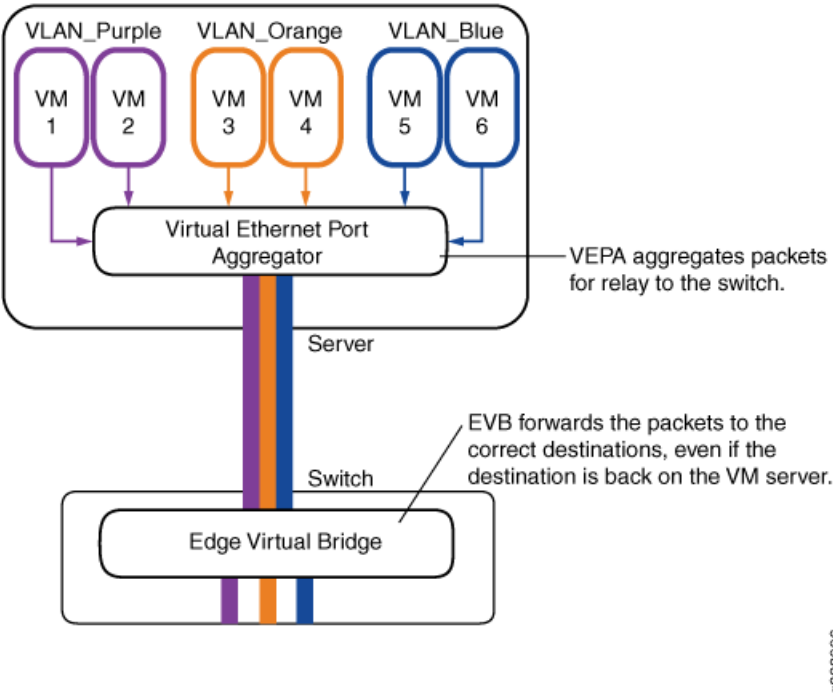 VLAN_Purple VLAN_Orange VLAN_Blue
VM 1
VM 2
VM 3
VM 4
VM 5
VM 6
Virtual Ethernet Port
Aggregator
VEPA aggregates packets
for relay to the switch.
Server
EVB forwards the packets to the
correct destinations, even if the
destination is back on the VM server.
Switch
Edge Virtual Bridge